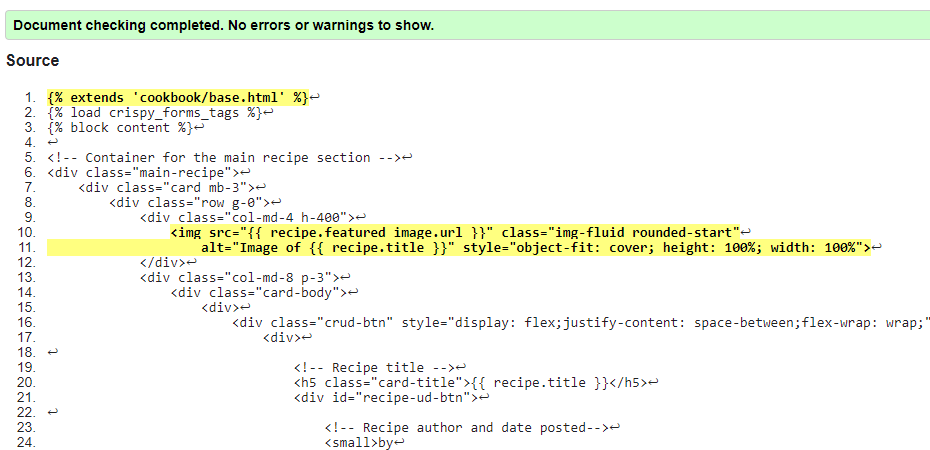 Document checking completed. No errors or warnings to show.
Source
1. {% extends 'cookbook/base.html' %}↩
2. {% load crispy_forms_tags %}↩
3. {% block content %}↩
4. ↩
5. <!-- Container for the main recipe section -->↩
6. <div class="main-recipe">↩
7. <div class="card mb-3">↩
8. <div class="row g-0">↩
9. <div class="col-md-4 h-400">↩
10. <img src="{{ recipe.featured image.url }}" class="img-fluid rounded-start"↩
11. alt="Image of {{ recipe.title }}" style="object-fit: cover; height: 100%; width: 100%">↩
12. </div>↩
13. <div class="col-md-8 p-3">↩
14. <div class="card-body">↩
15. <div>↩
16. <div class="crud-btn" style="display: flex;justify-content: space-between;flex-wrap: wrap;"
17. <div>↩
18. ↩
19. <!-- Recipe title -->↩
20. <h5 class="card-title">{{ recipe.title }}</h5>↩
21. <div id="recipe-ud-btn">↩
22. ↩
23. <!-- Recipe author and date posted-->↩
24. <small>by↩